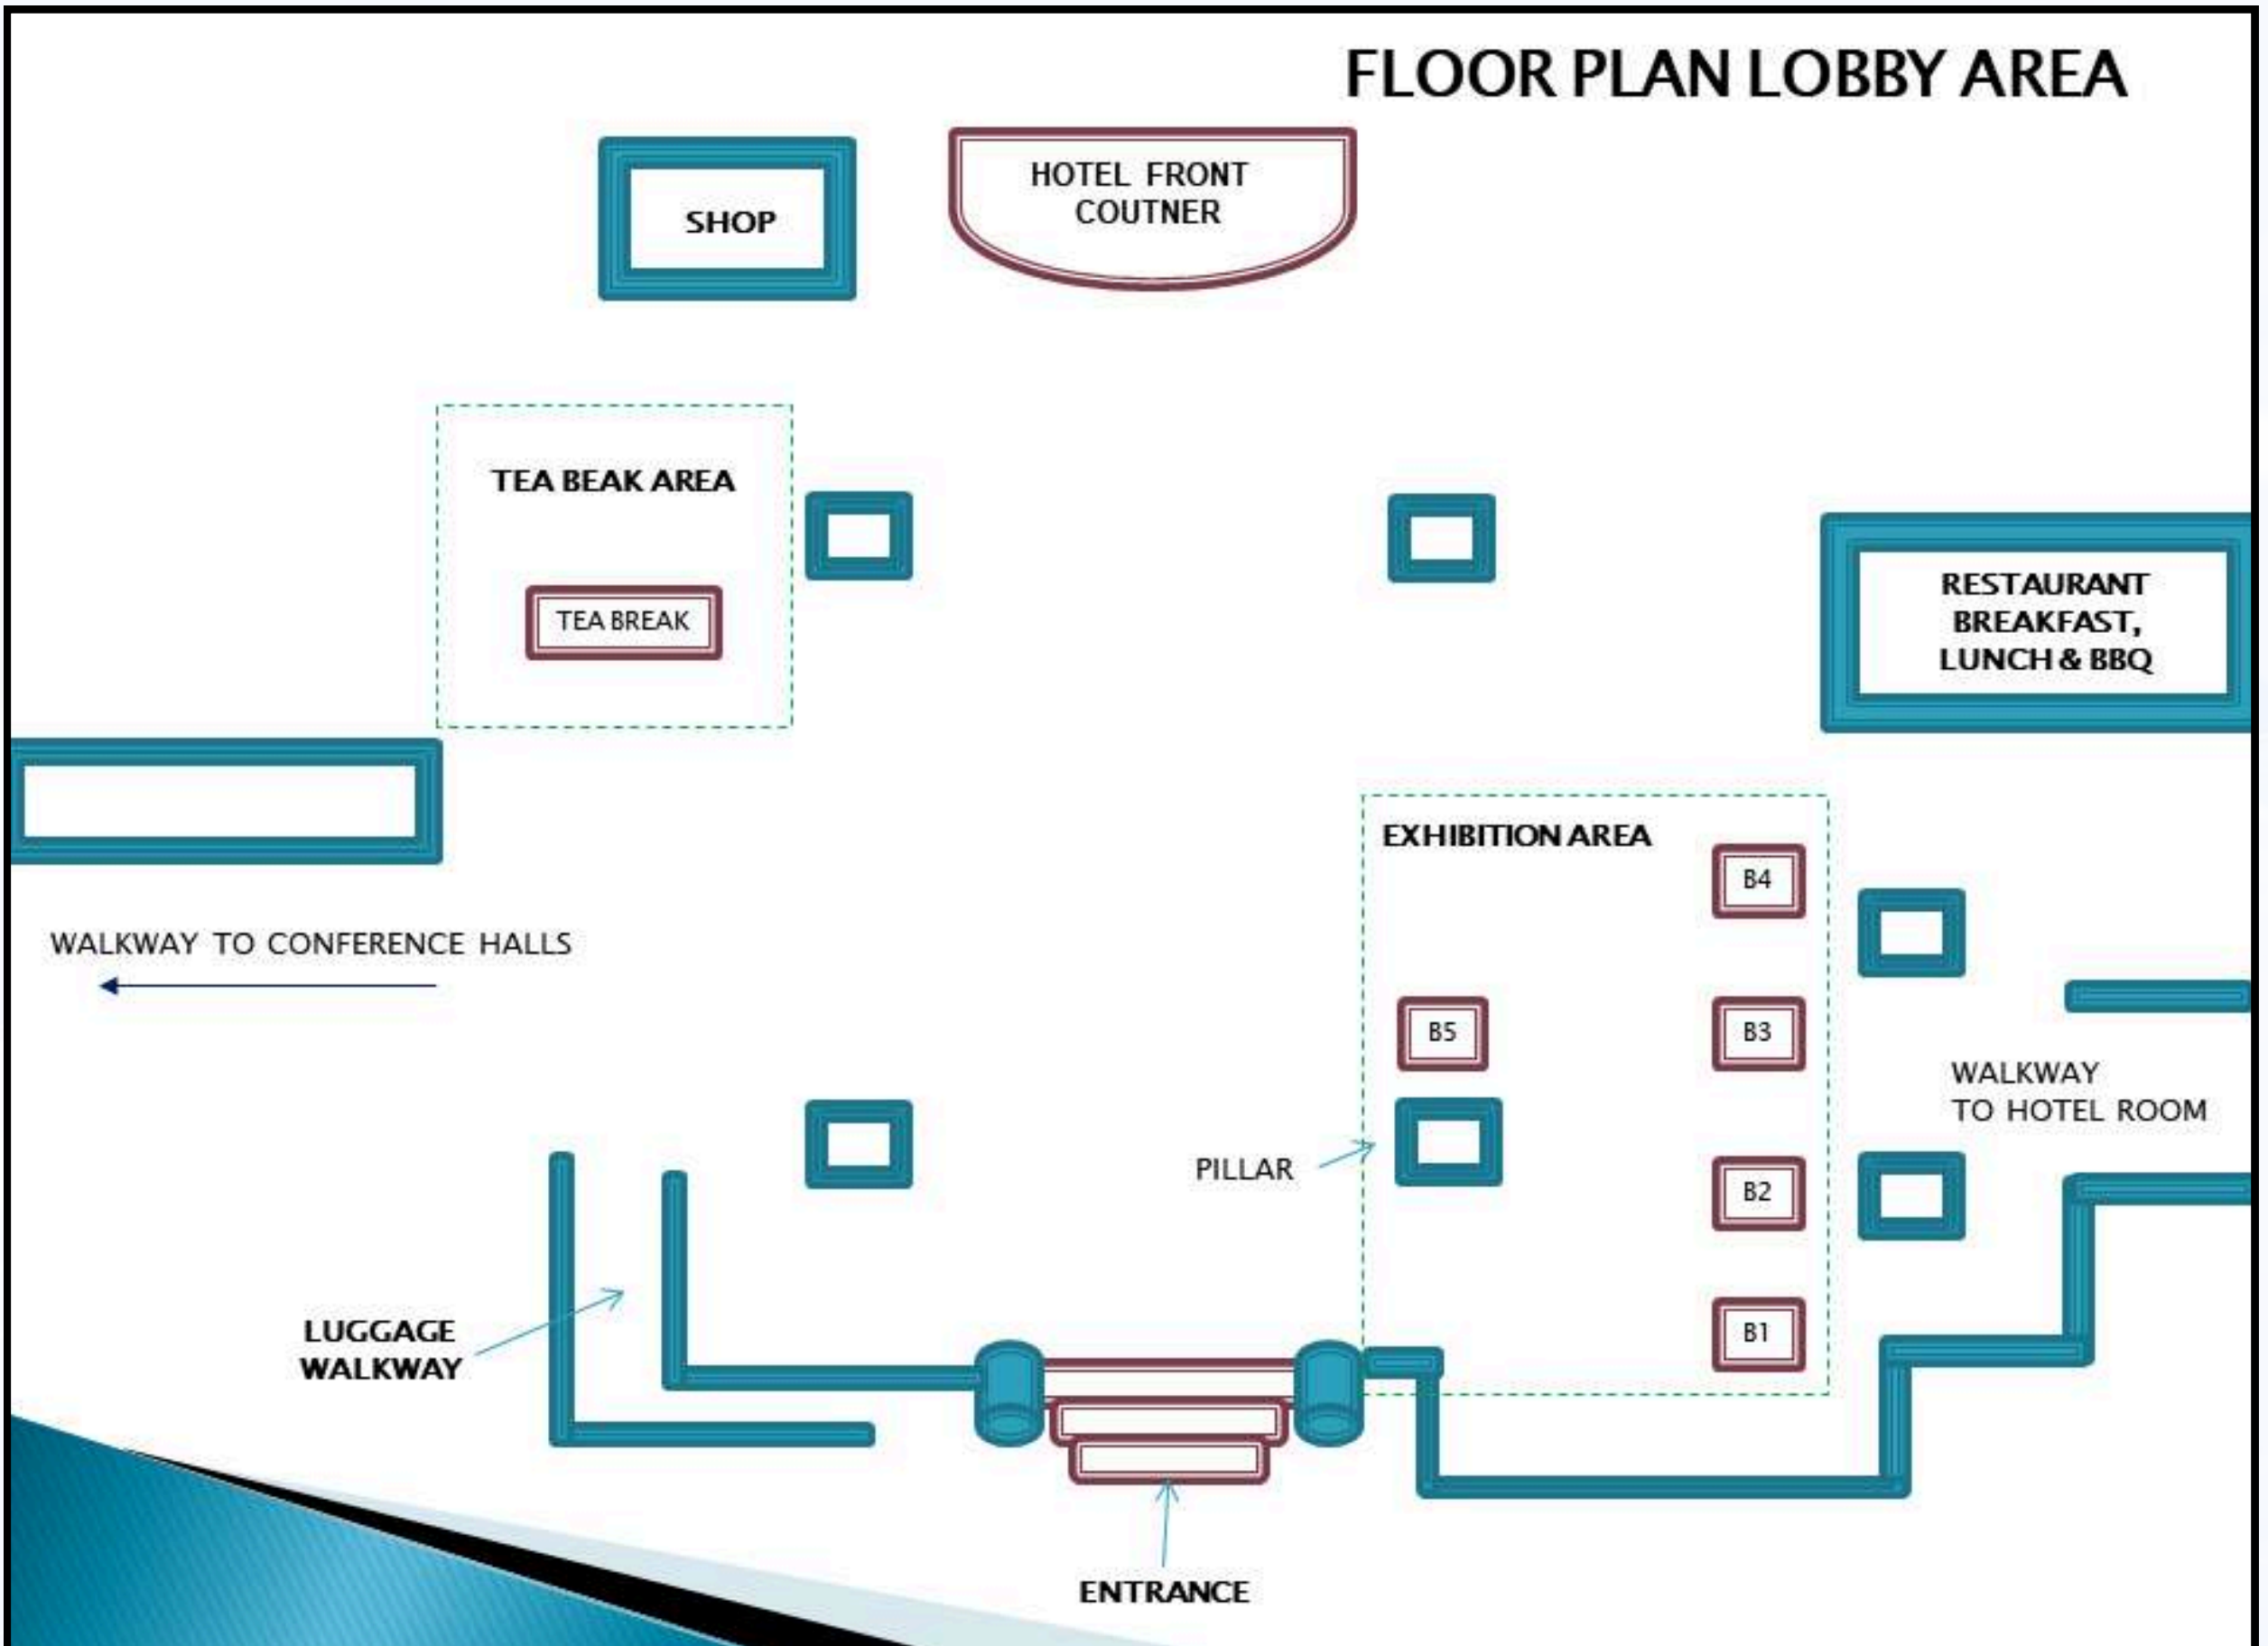 FLOOR PLAN LOBBY AREA
SHOP
HOTEL FRONT
COUTNER
TEA BEAK AREA
TEA BREAK
RESTAURANT
BREAKFAST,
LUNCH & BBQ
EXHIBITION AREA
B4
WALKWAY TO CONFERENCE HALLS
B5
B3
WALKWAY
TO HOTEL ROOM
PILLAR
B2
LUGGAGE
WALKWAY
B1
ENTRANCE